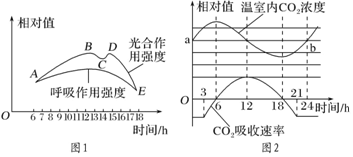 相对值
B D 光合作
用强度
C
A
呼吸作用强度 E
O
6 7 8 9 10 11 12 13 14 15 16 17 18
时间/h
图1
相对值
温室内CO₂浓度
a
b
3 21
O
6 12 18 24
时间/h
CO₂吸收速率
图2